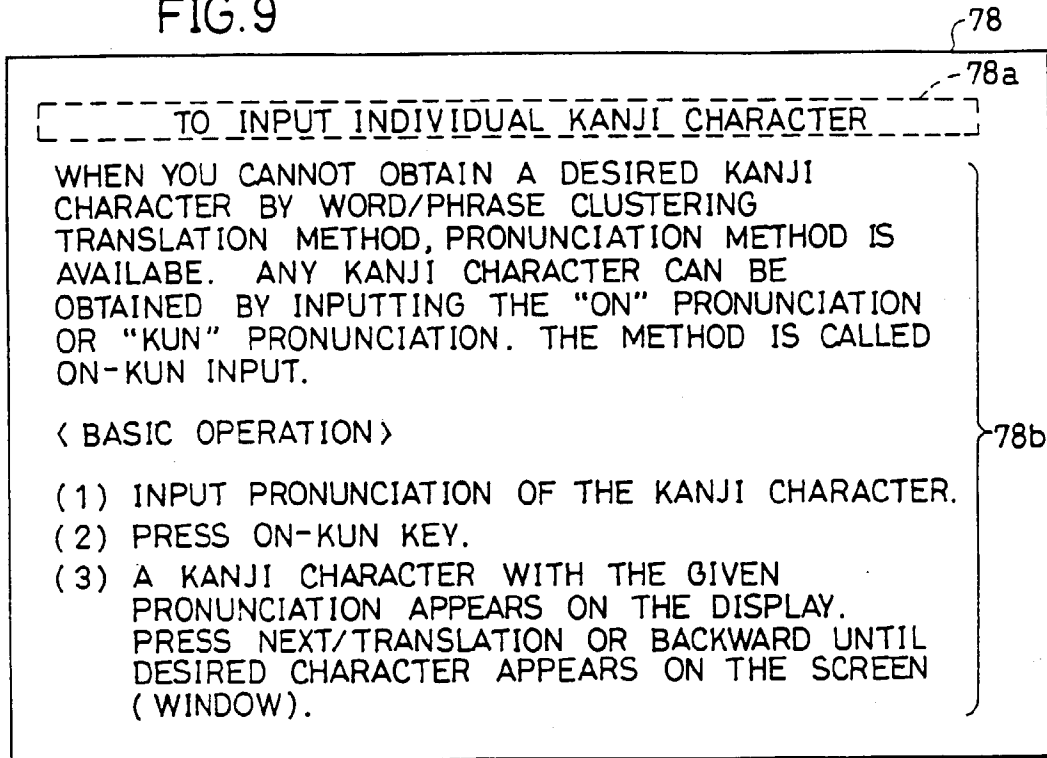 FIG.9
78
78a
TO INPUT INDIVIDUAL KANJI CHARACTER
WHEN YOU CANNOT OBTAIN A DESIRED KANJI
CHARACTER BY WORD/PHRASE CLUSTERING
TRANSLATION METHOD, PRONUNCIATION METHOD IS
AVAILABE. ANY KANJI CHARACTER CAN BE
OBTAINED BY INPUTTING THE "ON" PRONUNCIATION
OR "KUN" PRONUNCIATION. THE METHOD IS CALLED
ON-KUN INPUT.
〈 BASIC OPERATION〉
78b
(1) INPUT PRONUNCIATION OF THE KANJI CHARACTER.
(2) PRESS ON-KUN KEY.
(3) A KANJI CHARACTER WITH THE GIVEN
PRONUNCIATION APPEARS ON THE DISPLAY.
PRESS NEXT/TRANSLATION OR BACKWARD UNTIL
DESIRED CHARACTER APPEARS ON THE SCREEN
(WINDOW).